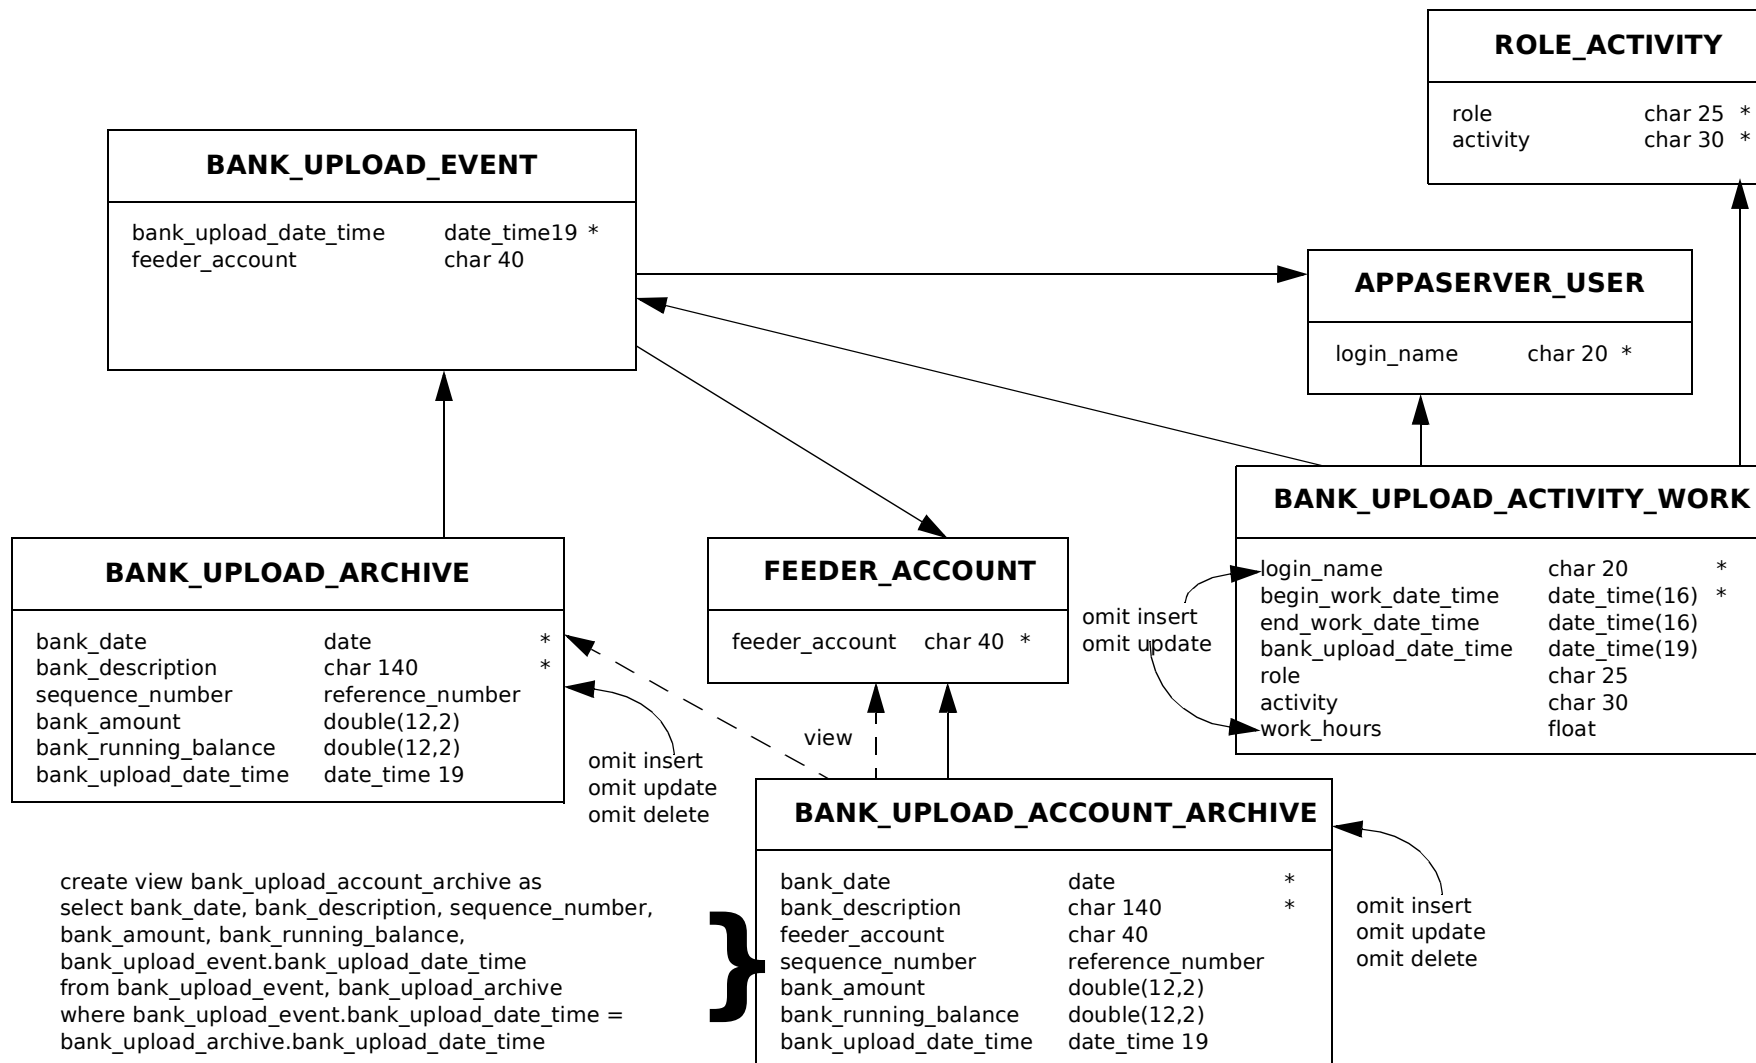 ROLE_ACTIVITY
role char 25 *
activity char 30 *
BANK_UPLOAD_EVENT
bank_upload_date_time date_time19 *
feeder_account char 40
APPASERVER_USER
login_name char 20 *
BANK_UPLOAD_ACTIVITY_WORK
login_name char 20 *
begin_work_date_time date_time(16) *
end_work_date_time date_time(16)
bank_upload_date_time date_time(19)
role char 25
activity char 30
work_hours float
omit insert
omit update
BANK_UPLOAD_ARCHIVE
bank_date date *
bank_description char 140 *
sequence_number reference_number
bank_amount double(12,2)
bank_running_balance double(12,2)
bank_upload_date_time date_time 19
omit insert
omit update
omit delete
FEEDER_ACCOUNT
feeder_account char 40 *
view
BANK_UPLOAD_ACCOUNT_ARCHIVE
bank_date date *
bank_description char 140 *
feeder_account char 40
sequence_number reference_number
bank_amount double(12,2)
bank_running_balance double(12,2)
bank_upload_date_time date_time 19
omit insert
omit update
omit delete
create view bank_upload_account_archive as
select bank_date, bank_description, sequence_number,
bank_amount, bank_running_balance,
bank_upload_event.bank_upload_date_time
from bank_upload_event, bank_upload_archive
where bank_upload_event.bank_upload_date_time =
bank_upload_archive.bank_upload_date_time
}